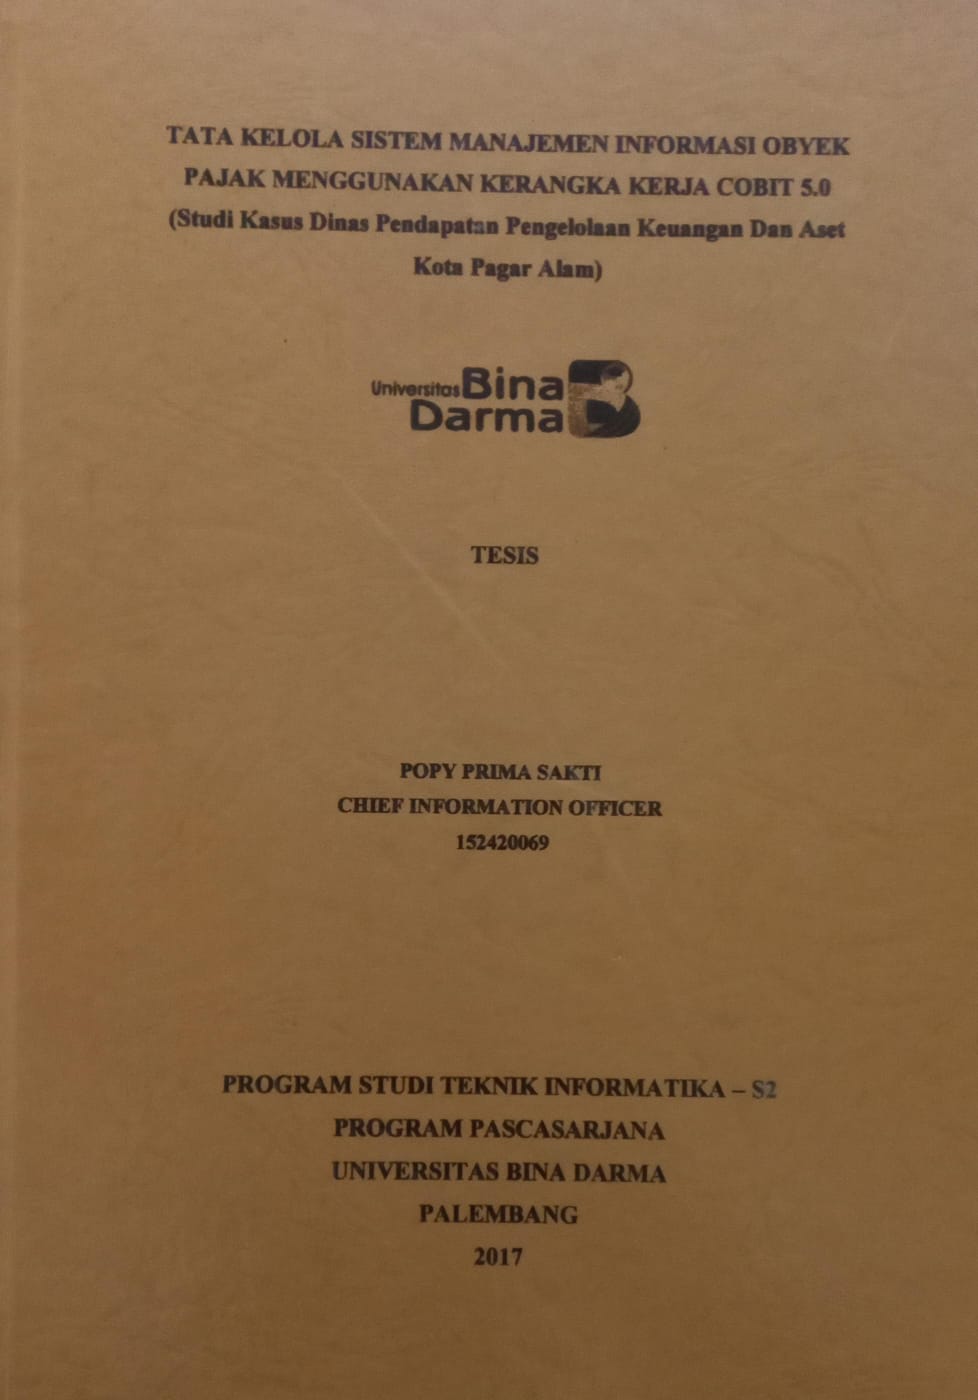 TATA KELOLA SISTEM MANAJEMEN INFORMASI OBYEK
PAJAK MENGGUNAKAN KERANGKA KERJA COBIT 5.0
(Studi Kasus Dinas Pendapatan Pengelolaan Keuangan Dan Aset
Kota Pagar Alam)
Universitas Bina
Darma
TESIS
POPY PRIMA SAKTI
CHIEF INFORMATION OFFICER
152420069
PROGRAM STUDI TEKNIK INFORMATIKA – S2
PROGRAM PASCASARJANA
UNIVERSITAS BINA DARMA
PALEMBANG
2017